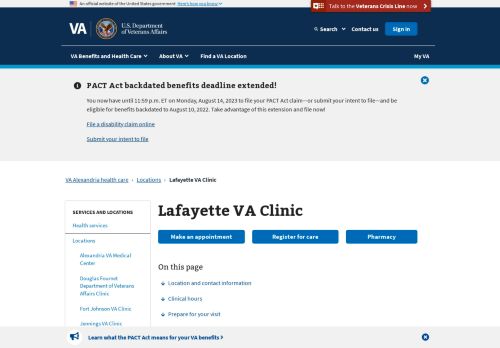 An official website of the United States government Here's how you know
Talk to the Veterans Crisis Line now
VA
U.S. Department
of Veterans Affairs
Search
Contact us
Sign in
VA Benefits and Health Care
About VA
Find a VA Location
My VA
PACT Act backdated benefits deadline extended!
You now have until 11:59 p.m. ET on Monday, August 14, 2023 to file your PACT Act claim—or submit your intent to file—and be
eligible for benefits backdated to August 10, 2022. Take advantage of this extension and file now!
File a disability claim online
Submit your intent to file
VA Alexandria health care › Locations › Lafayette VA Clinic
SERVICES AND LOCATIONS
Health services
Locations
Alexandria VA Medical
Center
Douglas Fournet
Department of Veterans
Affairs Clinic
Fort Johnson VA Clinic
Jennings VA Clinic
Lafayette VA Clinic
Make an appointment
Register for care
Pharmacy
On this page
Location and contact information
Clinical hours
Prepare for your visit
Learn what the PACT Act means for your VA benefits